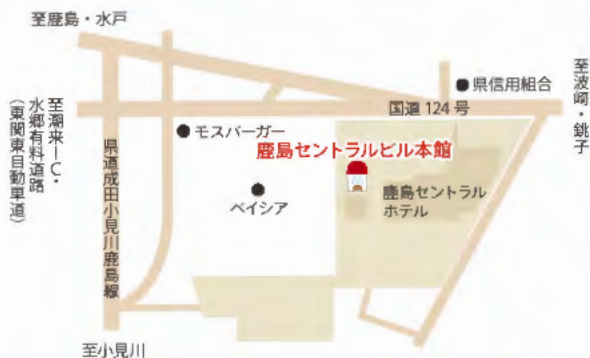 至鹿島・水戸
県信用組合
国道 124 号
至波崎・銚子
至潮来IC・
水郷有料道路
（東関東自動車道）
モスバーガー
鹿島セントラルビル本館
県道成田小見川鹿島線
ベイシア
鹿島セントラル
ホテル
至小見川